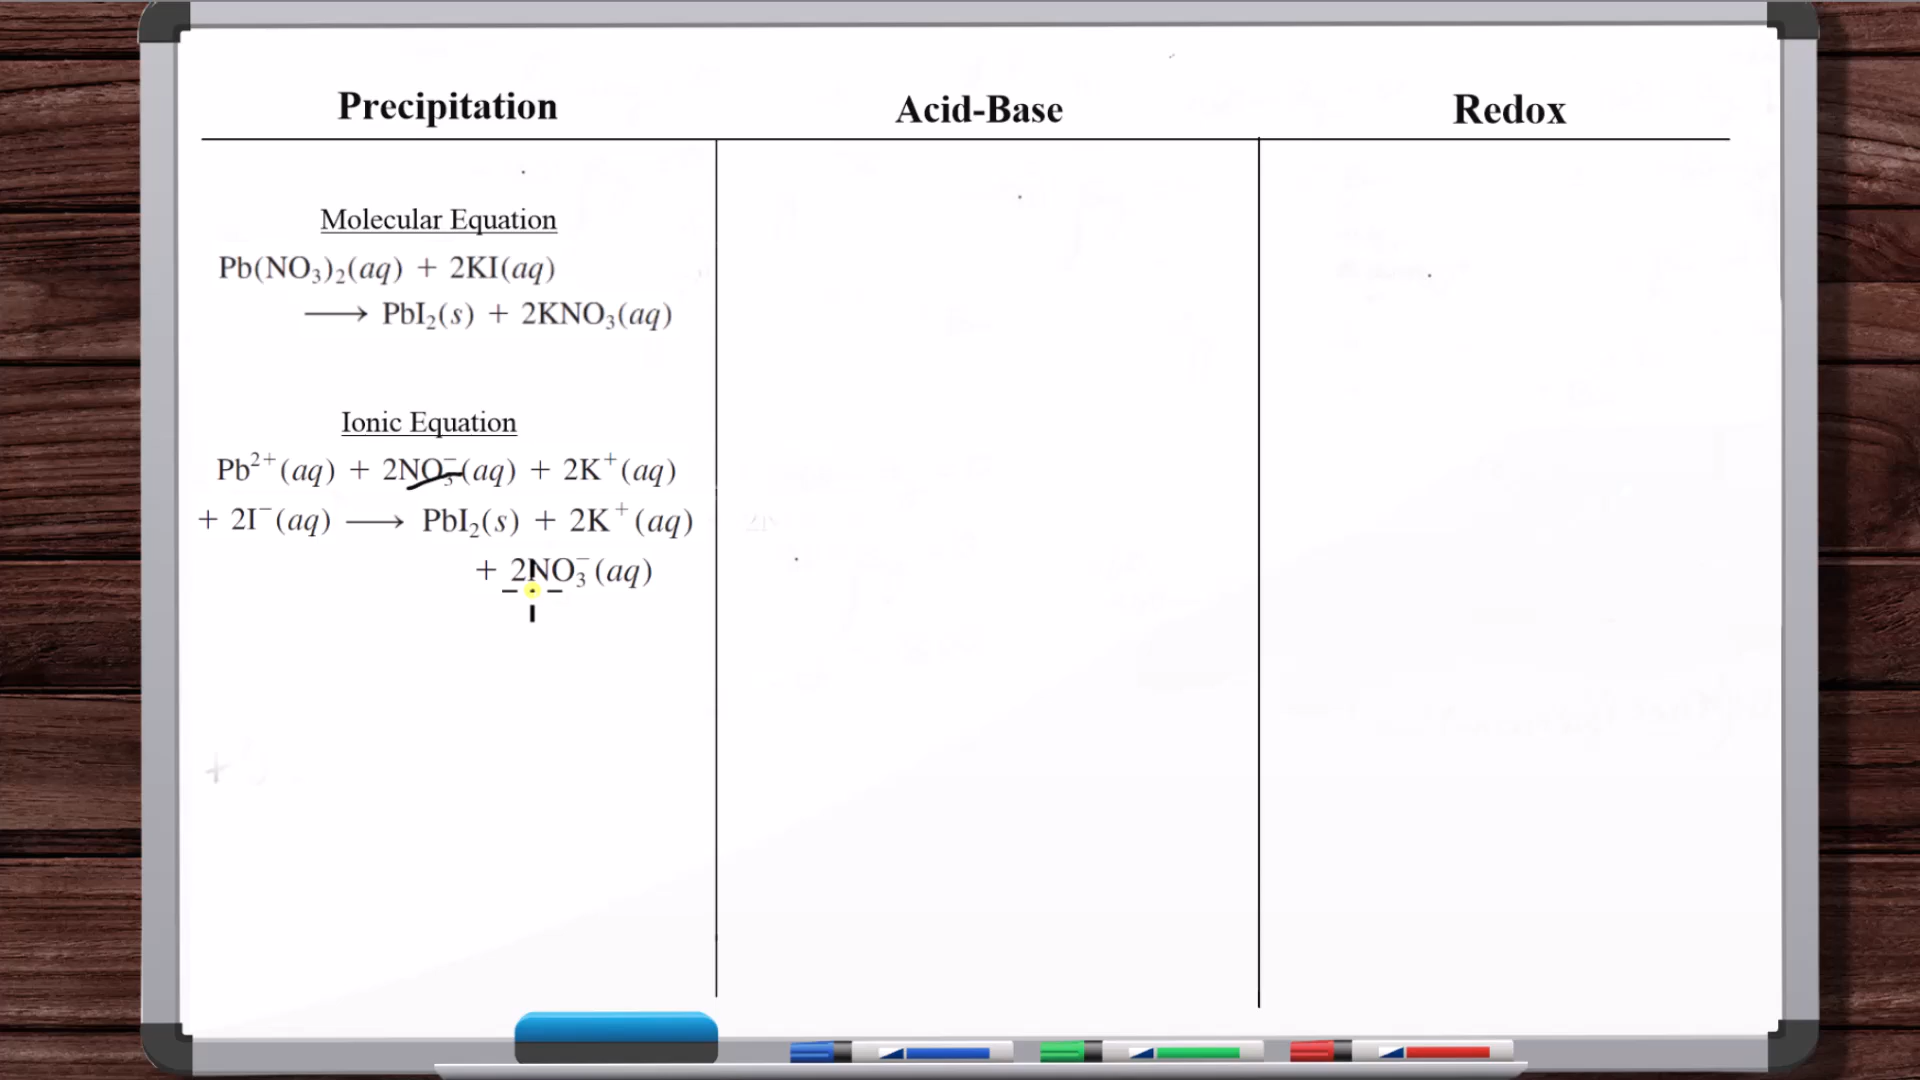 Precipitation
Acid-Base
Redox
Molecular Equation
Pb(NO₃)₂(aq) + 2KI(aq)
⟶ PbI₂(s) + 2KNO₃(aq)
Ionic Equation
Pb²⁺(aq) + 2NO₃⁻(aq) + 2K⁺(aq)
+ 2I⁻(aq) ⟶ PbI₂(s) + 2K⁺(aq)
+ 2NO₃⁻(aq)